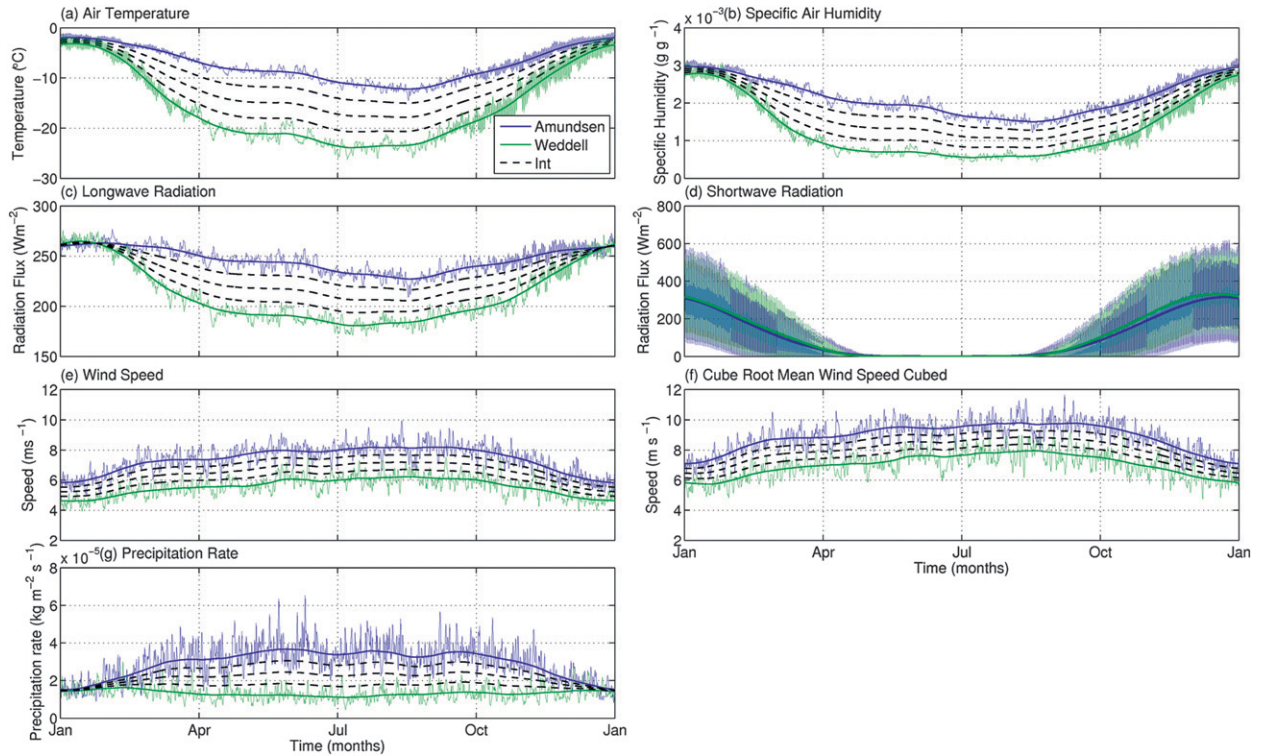 (a) Air Temperature
Temperature (ºC)
0
−10
−20
−30
Amundsen
Weddell
Int
x 10⁻³(b) Specific Air Humidity
Specific Humidity (g g⁻¹)
4
3
2
1
0
(c) Longwave Radiation
Radiation Flux (Wm⁻²)
300
250
200
150
(d) Shortwave Radiation
Radiation Flux (Wm⁻²)
800
600
400
200
0
(e) Wind Speed
Speed (ms⁻¹)
12
10
8
6
4
2
(f) Cube Root Mean Wind Speed Cubed
Speed (m s⁻¹)
12
10
8
6
4
2
Jan Apr Jul Oct Jan
Time (months)
x 10⁻⁵(g) Precipitation Rate
Precipitation rate (kg m⁻² s⁻¹)
8
6
4
2
0
Jan Apr Jul Oct Jan
Time (months)